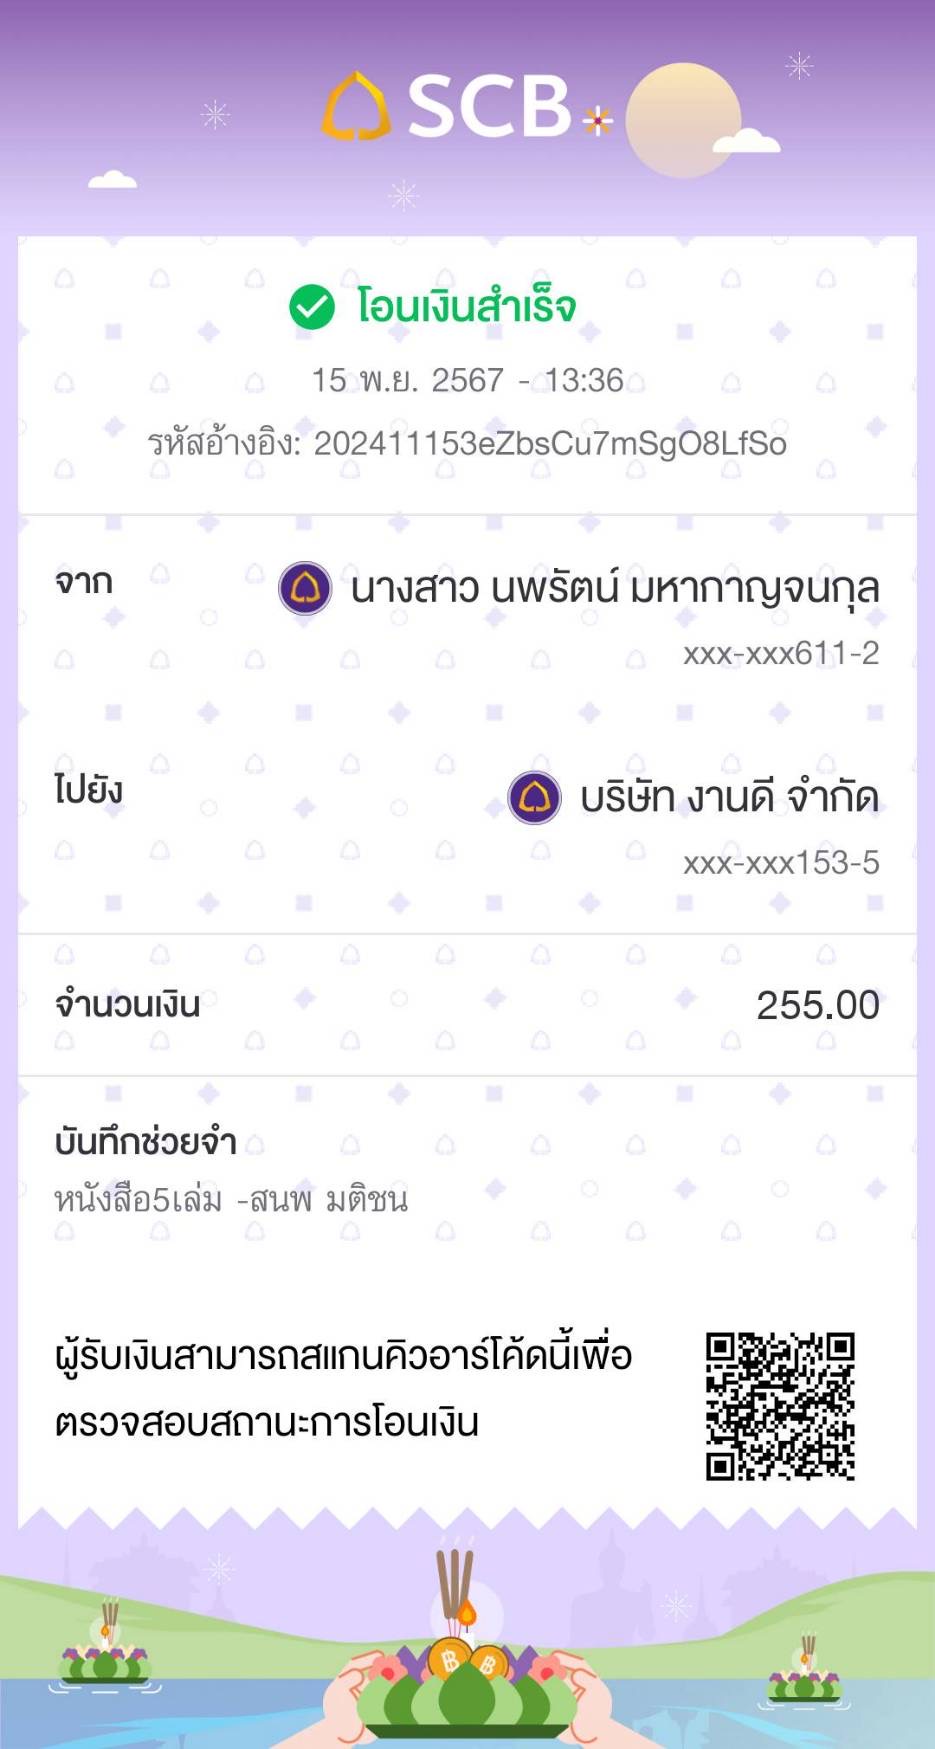 SCB
โอนเงินสำเร็จ
15 พ.ย. 2567 - 13:36
รหัสอ้างอิง: 202411153eZbsCu7mSgO8LfSo
จาก
นางสาว นพรัตน์ มหากาญจนกุล
xxx-xxx611-2
ไปยัง
บริษัท งานดี จำกัด
xxx-xxx153-5
จำนวนเงิน 255.00
บันทึกช่วยจำ
หนังสือ5เล่ม -สนพ มติชน
ผู้รับเงินสามารถสแกนคิวอาร์โค้ดนี้เพื่อ
ตรวจสอบสถานะการโอนเงิน
฿ ฿